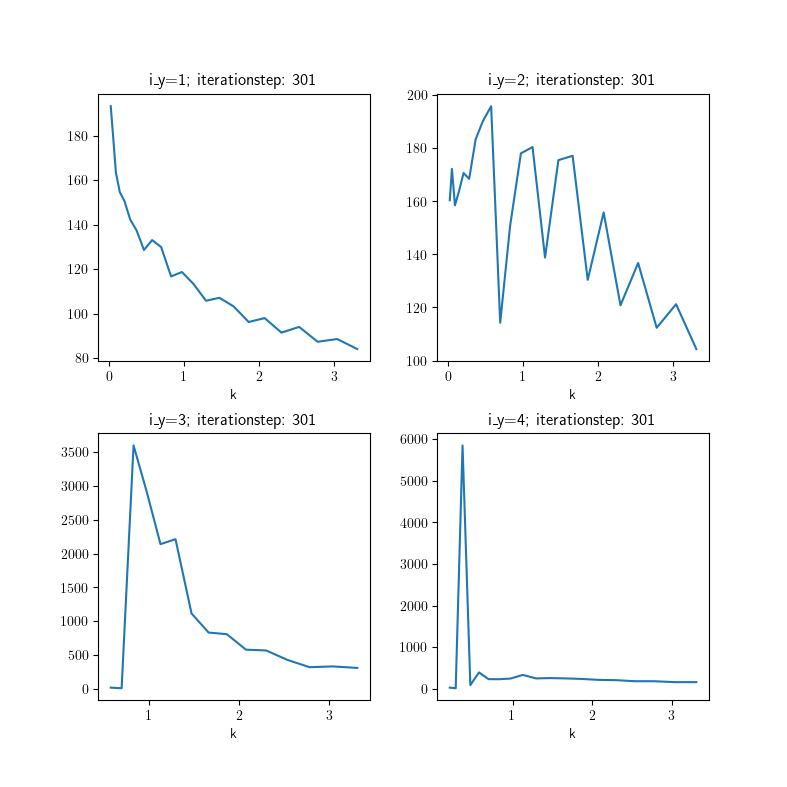 i_y=1; iterationstep: 301
180
160
140
120
100
80
0 1 2 3
k
i_y=2; iterationstep: 301
200
180
160
140
120
100
0 1 2 3
k
i_y=3; iterationstep: 301
3500
3000
2500
2000
1500
1000
500
0
1 2 3
k
i_y=4; iterationstep: 301
6000
5000
4000
3000
2000
1000
0
1 2 3
k